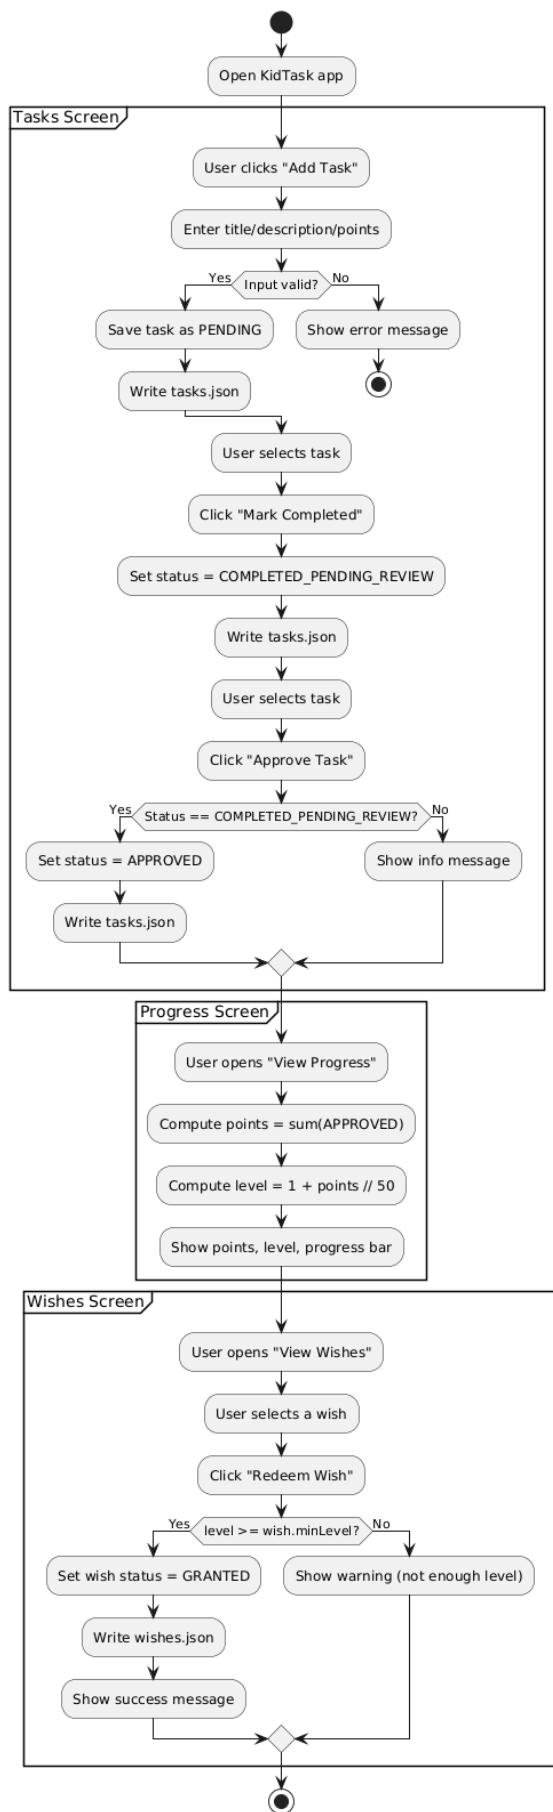 Open KidTask app
Tasks Screen
User clicks "Add Task"
Enter title/description/points
Yes
Input valid?
No
Save task as PENDING
Show error message
Write tasks.json
User selects task
Click "Mark Completed"
Set status = COMPLETED_PENDING_REVIEW
Write tasks.json
User selects task
Click "Approve Task"
Yes
Status == COMPLETED_PENDING_REVIEW?
No
Set status = APPROVED
Show info message
Write tasks.json
Progress Screen
User opens "View Progress"
Compute points = sum(APPROVED)
Compute level = 1 + points // 50
Show points, level, progress bar
Wishes Screen
User opens "View Wishes"
User selects a wish
Click "Redeem Wish"
Yes
level >= wish.minLevel?
No
Set wish status = GRANTED
Show warning (not enough level)
Write wishes.json
Show success message